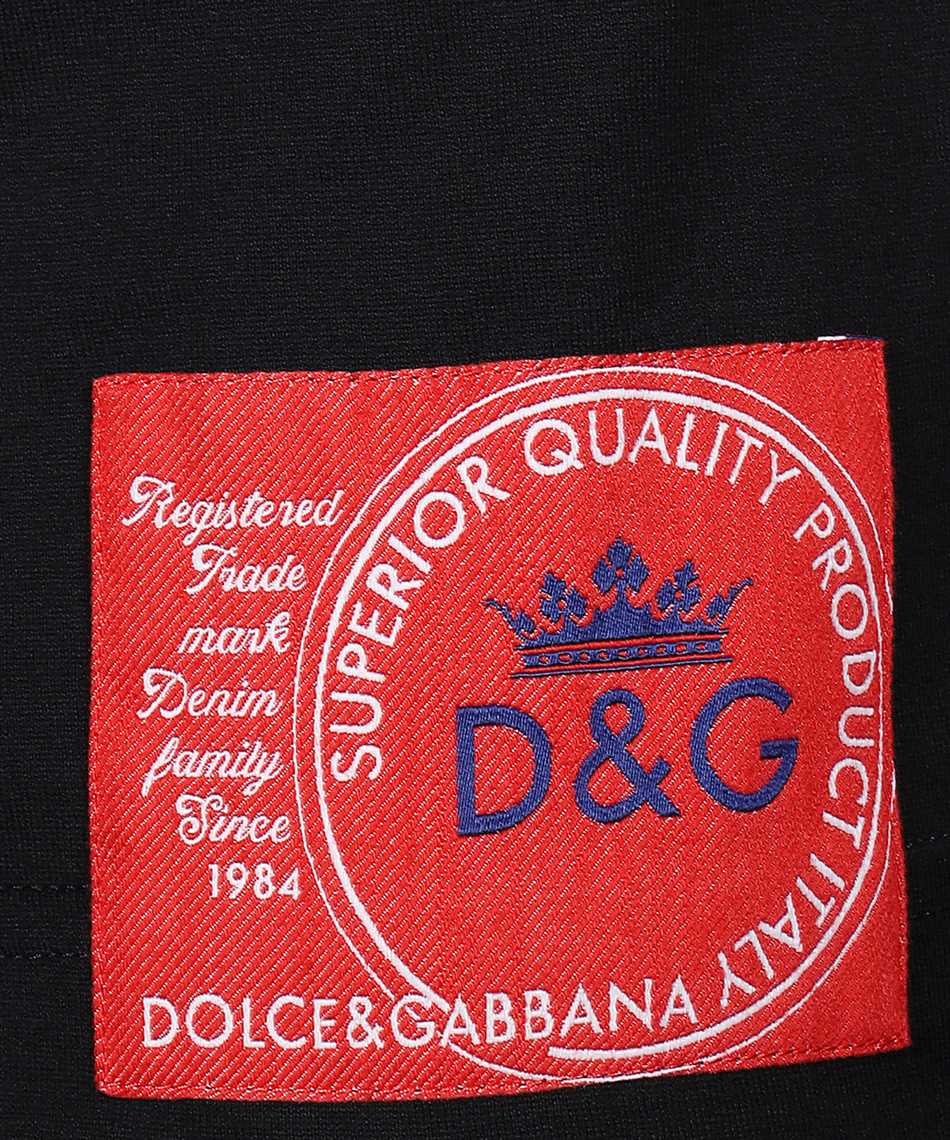 Registered
Trade
mark
Denim
family
Since
1984
SUPERIOR QUALITY PRODUCT ITALY
D&G
DOLCE&GABBANA